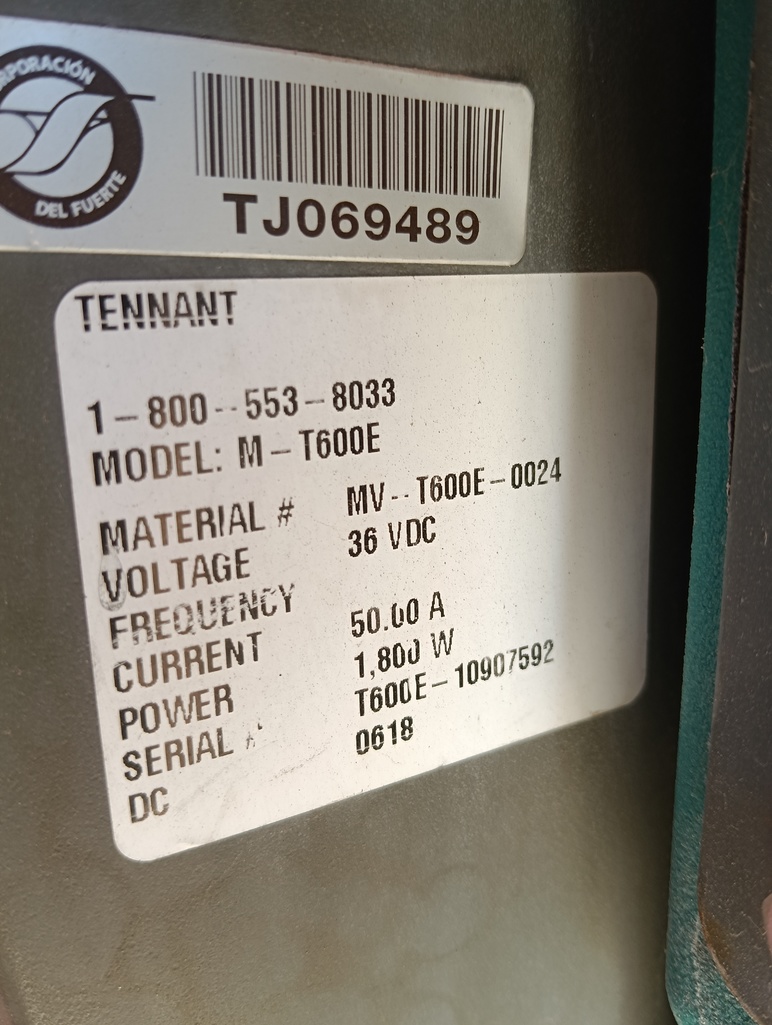 CORPORACIÓN
DEL FUERTE
TJ069489
TENNANT
1-800--553-8033
MODEL: M-T600E
MATERIAL # MV--T600E-0024
VOLTAGE 36 VDC
FREQUENCY
CURRENT 50.00 A
POWER 1,800 W
SERIAL # T600E-10907592
DC 0618